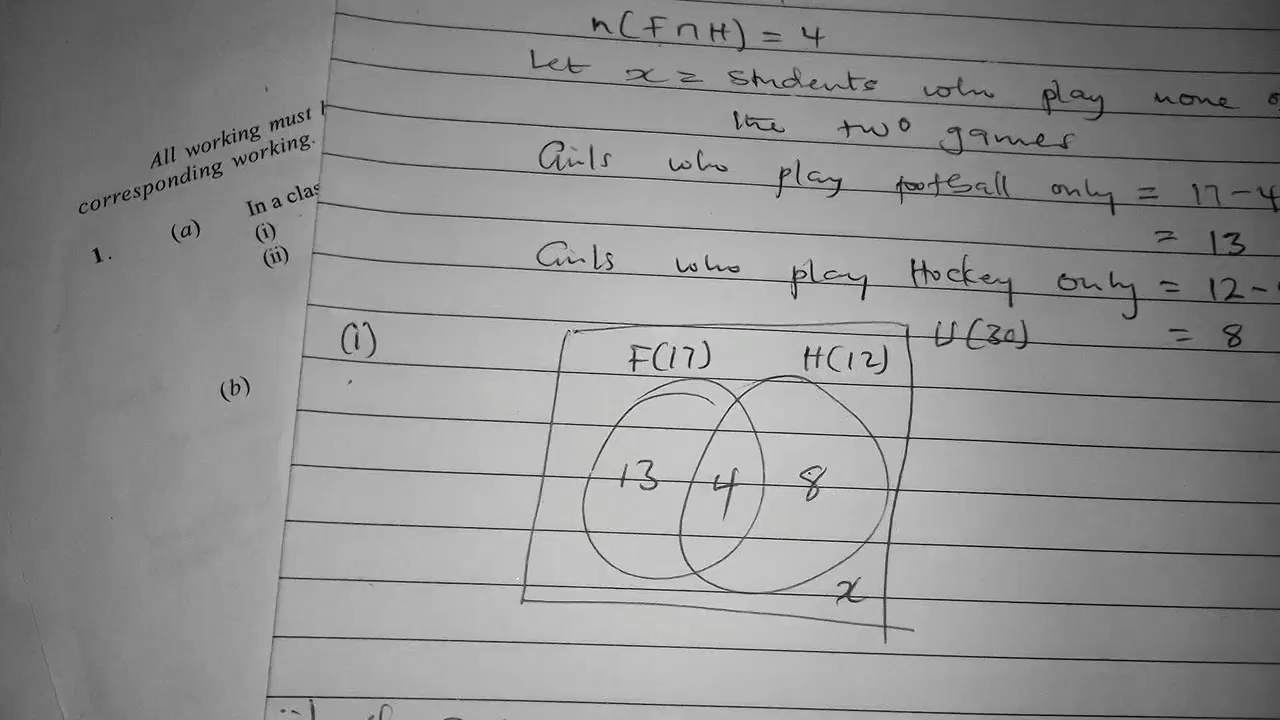 n(F∩H) = 4
Let x = students who play none
the two games
Girls who play football only = 17-4
= 13
Girls who play Hockey only = 12-
= 8
All working must
corresponding working.
1. (a) In a
(i)
(ii)
(b)
(i)
U(30)
F(17) H(12)
13 4 8
x